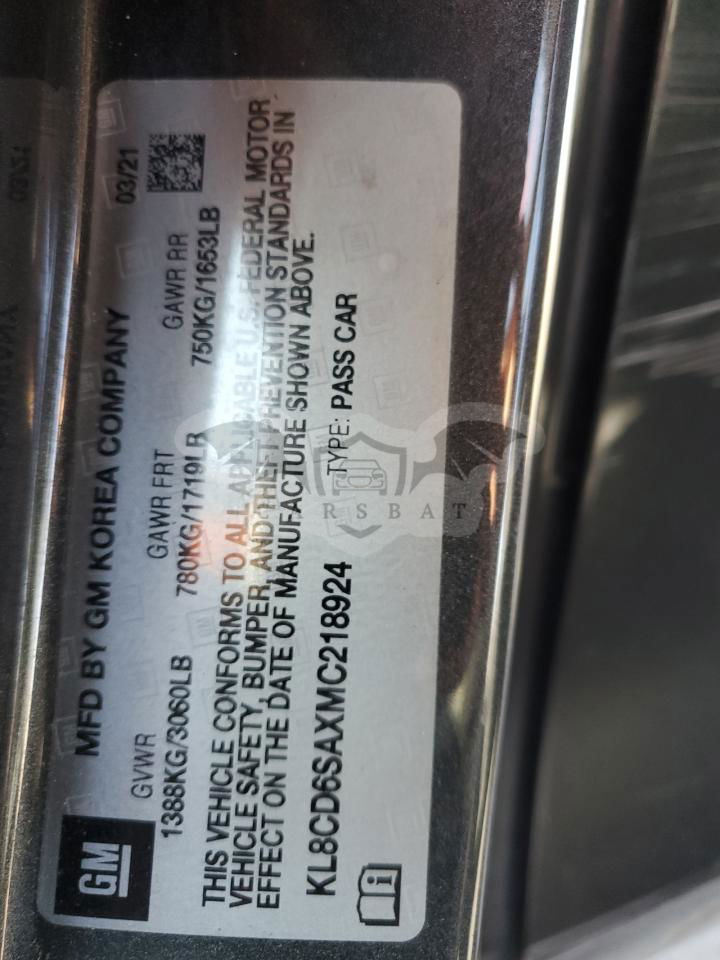 GM
MFD BY GM KOREA COMPANY 03/21
GVWR GAWR FRT GAWR RR
1388KG/3060LB 780KG/1719LB 750KG/1653LB
THIS VEHICLE CONFORMS TO ALL APPLICABLE U.S. FEDERAL MOTOR
VEHICLE SAFETY, BUMPER, AND THEFT PREVENTION STANDARDS IN
EFFECT ON THE DATE OF MANUFACTURE SHOWN ABOVE.
KL8CD6SAXMC218924 TYPE: PASS CAR
ARSBAT